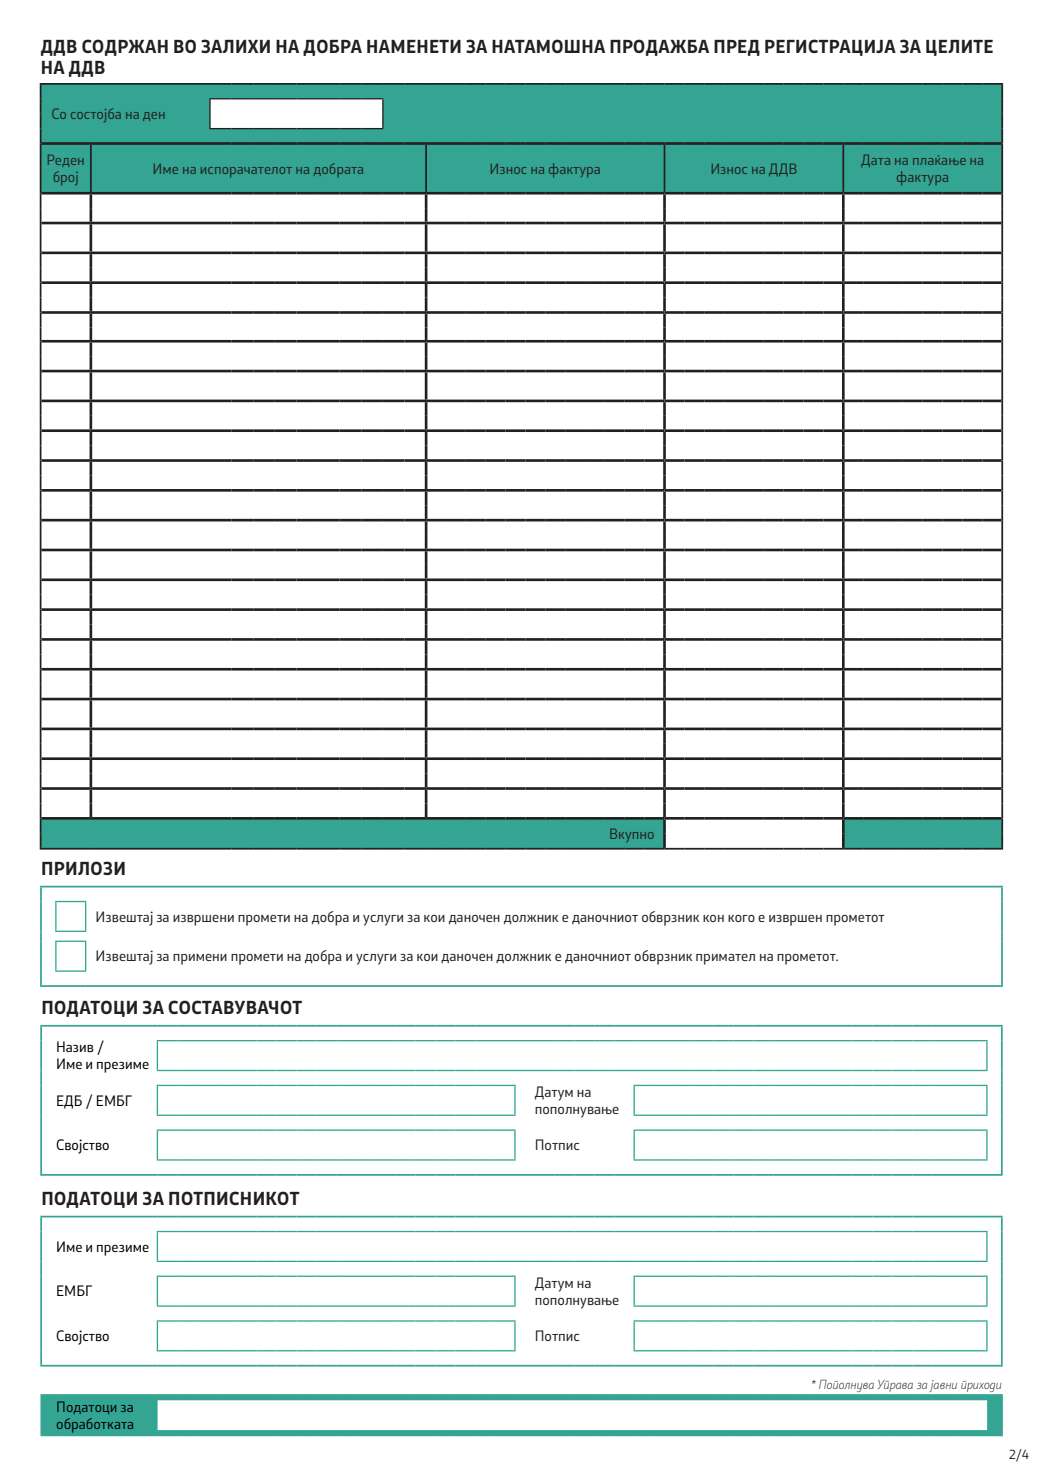 ДДВ СОДРЖАН ВО ЗАЛИХИ НА ДОБРА НАМЕНЕТИ ЗА НАТАМОШНА ПРОДАЖБА ПРЕД РЕГИСТРАЦИЈА ЗА ЦЕЛИТЕ
НА ДДВ
Со состојба на ден
Реден
број
Име на испорачателот на добрата
Износ на фактура
Износ на ДДВ
Дата на плаќање на
фактура
Вкупно
ПРИЛОЗИ
Извештај за извршени промети на добра и услуги за кои даночен должник е даночниот обврзник кон кого е извршен прометот
Извештај за примени промети на добра и услуги за кои даночен должник е даночниот обврзник примател на прометот.
ПОДАТОЦИ ЗА СОСТАВУВАЧОТ
Назив /
Име и презиме
ЕДБ / ЕМБГ
Датум на
пополнување
Својство
Потпис
ПОДАТОЦИ ЗА ПОТПИСНИКОТ
Име и презиме
ЕМБГ
Датум на
пополнување
Својство
Потпис
* Пополнува Управа за јавни приходи
Податоци за
обработката
2/4